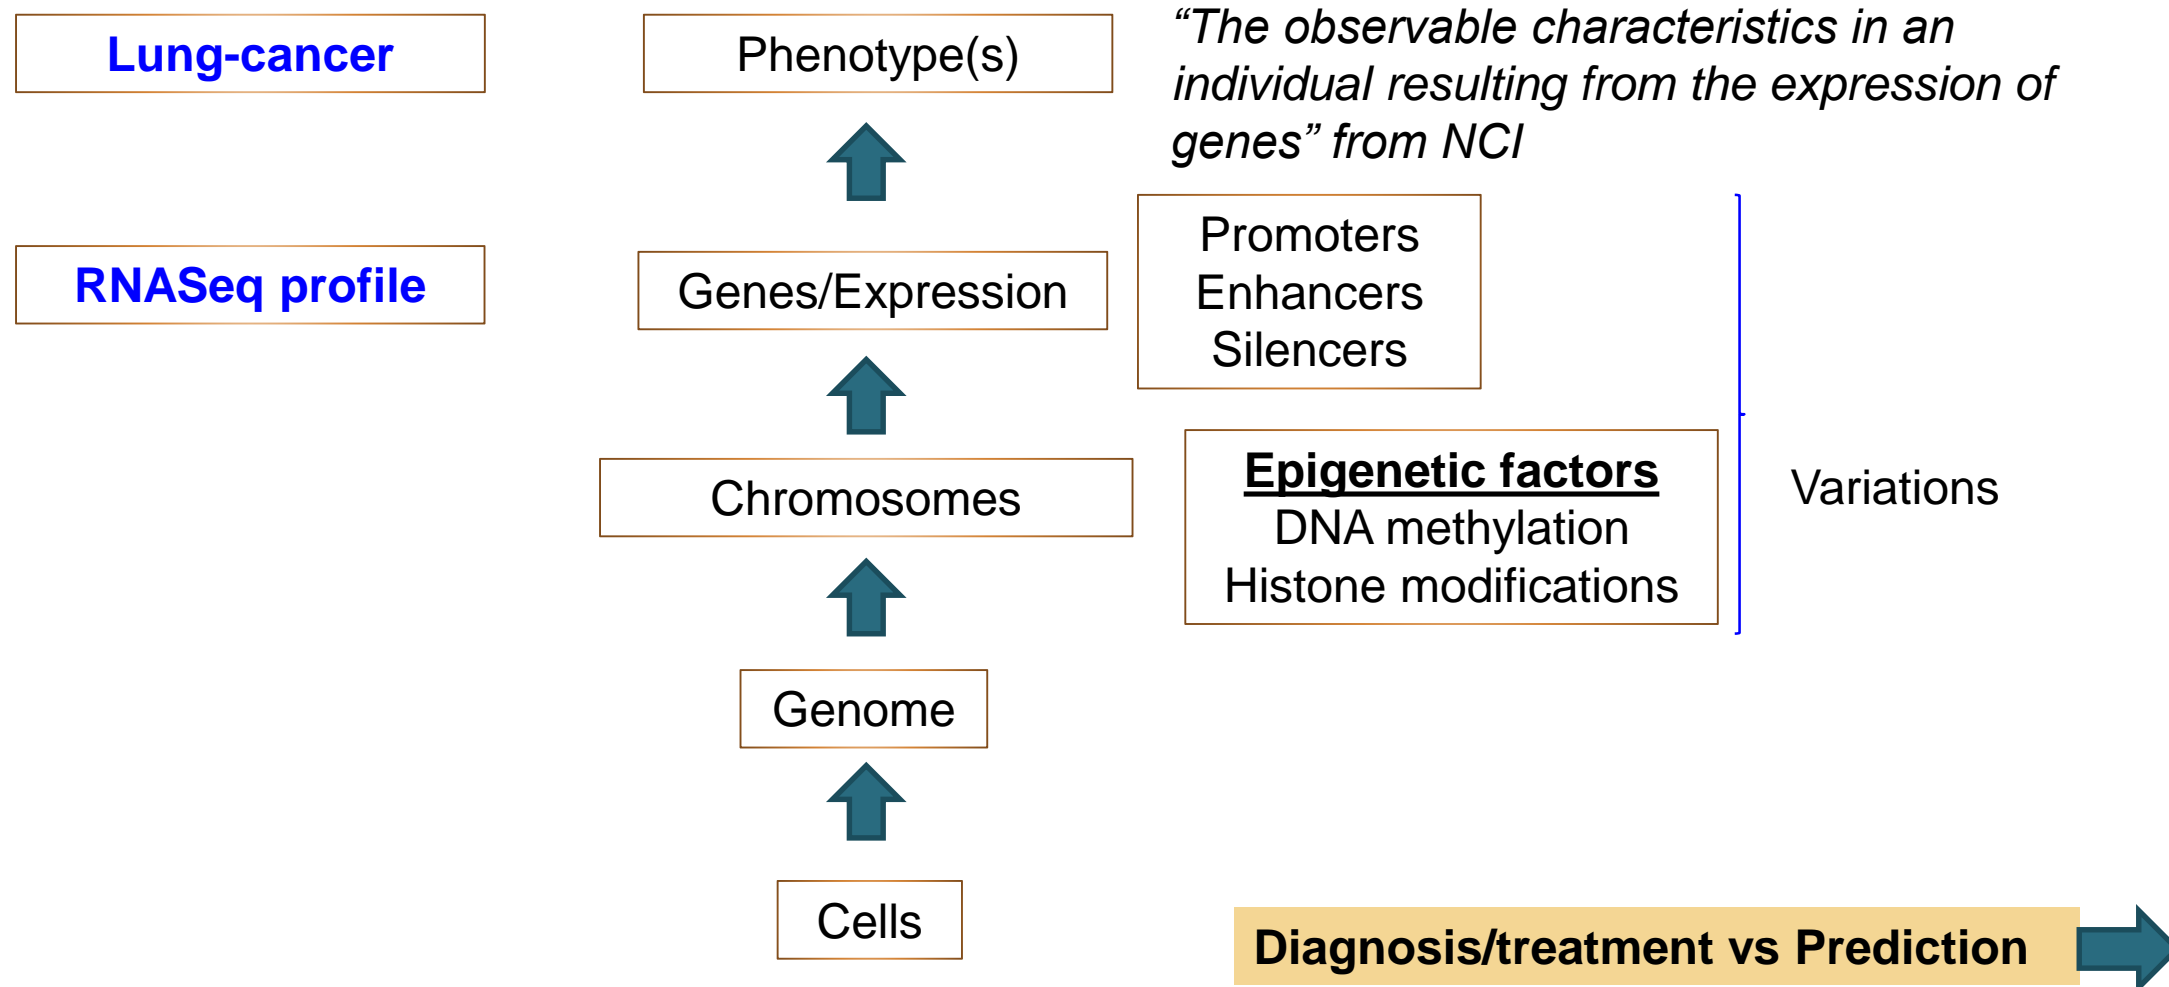 Lung-cancer
Phenotype(s)
“The observable characteristics in an
individual resulting from the expression of
genes” from NCI
RNASeq profile
Genes/Expression
Promoters
Enhancers
Silencers
Chromosomes
Epigenetic factors
DNA methylation
Histone modifications
Variations
Genome
Cells
Diagnosis/treatment vs Prediction